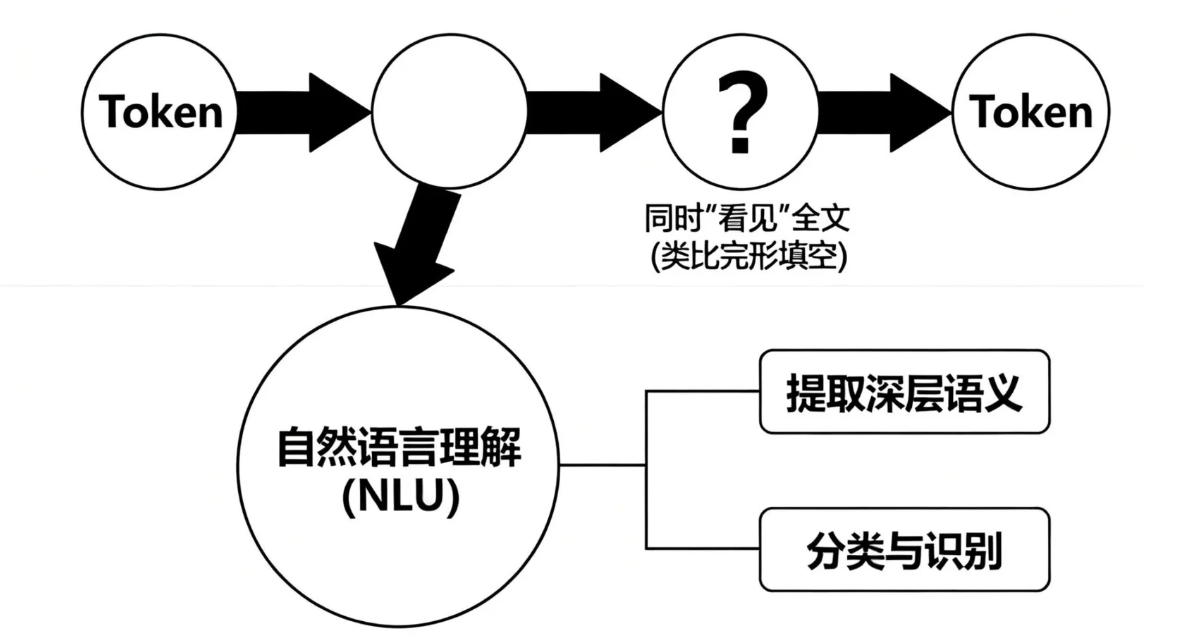 Token
?
Token
同时“看见”全文
(类比完形填空)
自然语言理解
(NLU)
提取深层语义
分类与识别